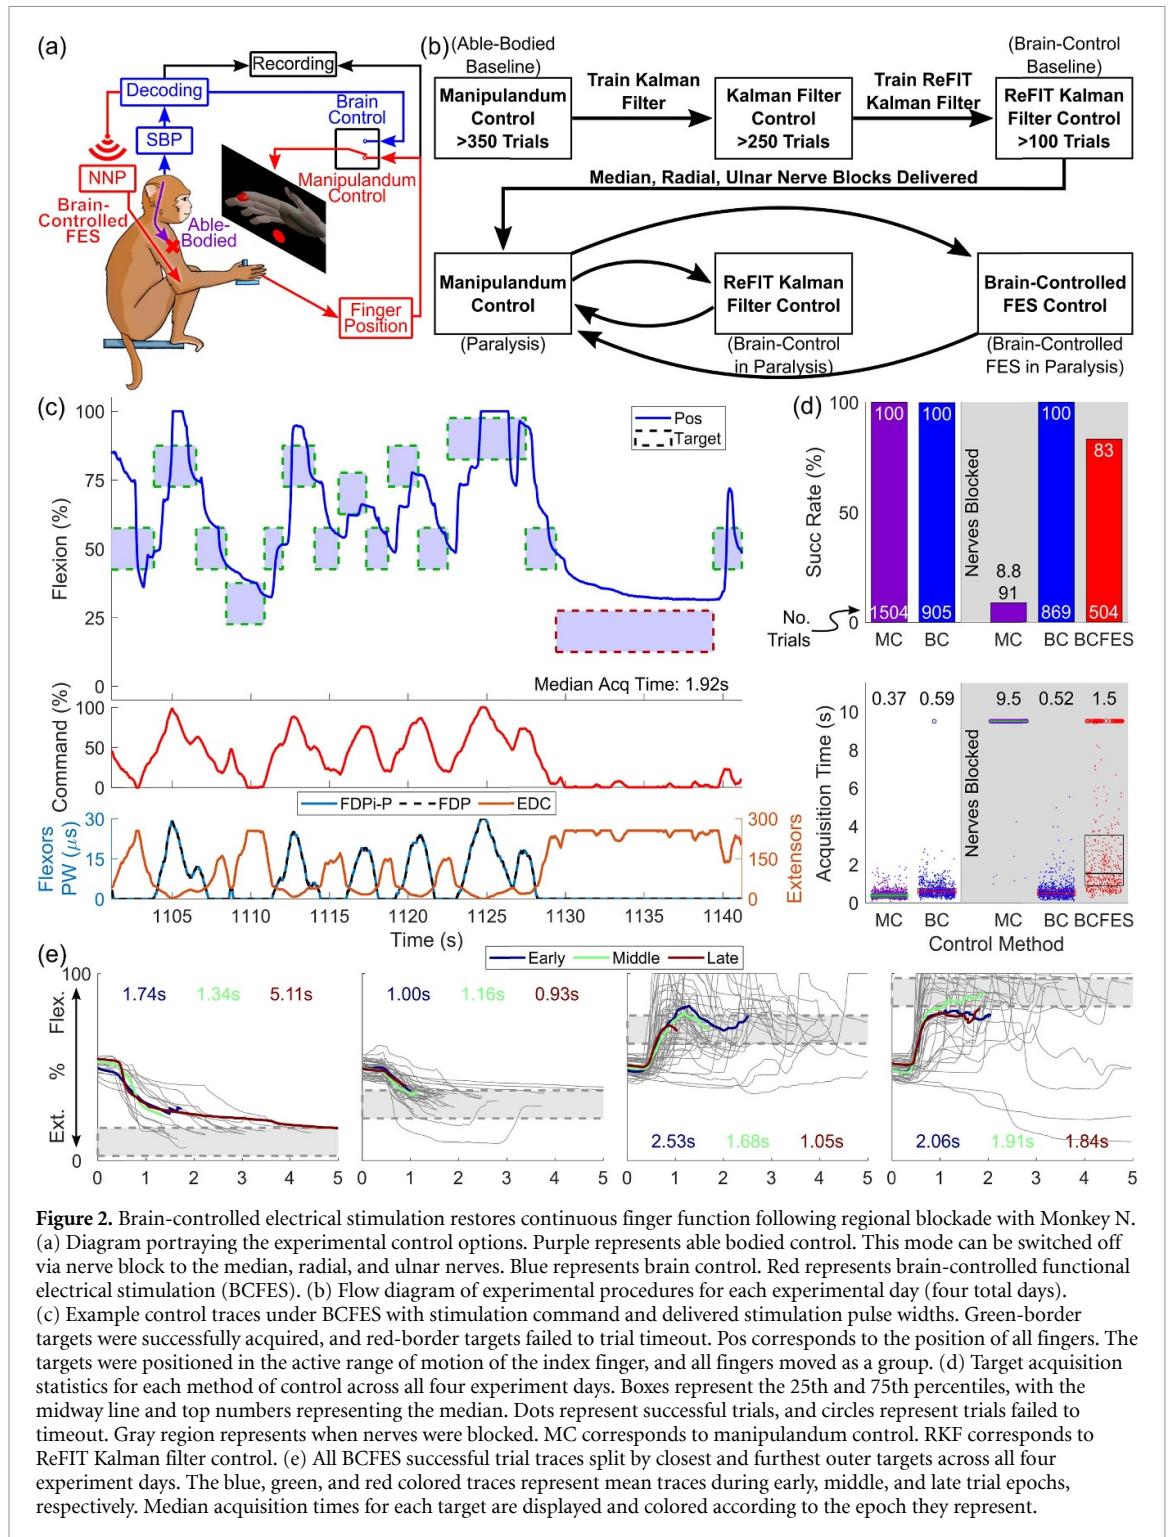 (a)
Recording
Decoding
Brain
Control
SBP
NNP
Manipulandum
Control
Brain-
Controlled
FES
Able-
Bodied
Finger
Position
(b)
(Able-Bodied
Baseline)
Manipulandum
Control
>350 Trials
Train Kalman
Filter
Kalman Filter
Control
>250 Trials
Train ReFIT
Kalman Filter
(Brain-Control
Baseline)
ReFIT Kalman
Filter Control
>100 Trials
Median, Radial, Ulnar Nerve Blocks Delivered
Manipulandum
Control
(Paralysis)
ReFIT Kalman
Filter Control
(Brain-Control
in Paralysis)
Brain-Controlled
FES Control
(Brain-Controlled
FES in Paralysis)
(c)
Flexion (%)
100
75
50
25
0
Pos
Target
Median Acq Time: 1.92s
Command (%)
100
50
0
FDPi-P
FDP
EDC
Flexors
PW (μs)
30
15
0
300
150
0
Extensors
1105
1110
1115
1120
1125
1130
1135
1140
Time (s)
(d)
Succ Rate (%)
100
50
0
100
1504
100
905
Nerves Blocked
8.8
91
100
869
83
504
No.
Trials
MC
BC
MC
BC
BCFES
Acquisition Time (s)
10
8
6
4
2
0
0.37
0.59
9.5
0.52
1.5
Nerves Blocked
MC
BC
MC
BC
BCFES
Control Method
(e)
Early
Middle
Late
100
Flex.
%
Ext.
0
1.74s
1.34s
5.11s
0 1 2 3 4 5
1.00s
1.16s
0.93s
0 1 2 3 4 5
2.53s
1.68s
1.05s
0 1 2 3 4 5
2.06s
1.91s
1.84s
0 1 2 3 4 5
Figure 2. Brain-controlled electrical stimulation restores continuous finger function following regional blockade with Monkey N.
(a) Diagram portraying the experimental control options. Purple represents able bodied control. This mode can be switched off
via nerve block to the median, radial, and ulnar nerves. Blue represents brain control. Red represents brain-controlled functional
electrical stimulation (BCFES). (b) Flow diagram of experimental procedures for each experimental day (four total days).
(c) Example control traces under BCFES with stimulation command and delivered stimulation pulse widths. Green-border
targets were successfully acquired, and red-border targets failed to trial timeout. Pos corresponds to the position of all fingers. The
targets were positioned in the active range of motion of the index finger, and all fingers moved as a group. (d) Target acquisition
statistics for each method of control across all four experiment days. Boxes represent the 25th and 75th percentiles, with the
midway line and top numbers representing the median. Dots represent successful trials, and circles represent trials failed to
timeout. Gray region represents when nerves were blocked. MC corresponds to manipulandum control. RKF corresponds to
ReFIT Kalman filter control. (e) All BCFES successful trial traces split by closest and furthest outer targets across all four
experiment days. The blue, green, and red colored traces represent mean traces during early, middle, and late trial epochs,
respectively. Median acquisition times for each target are displayed and colored according to the epoch they represent.